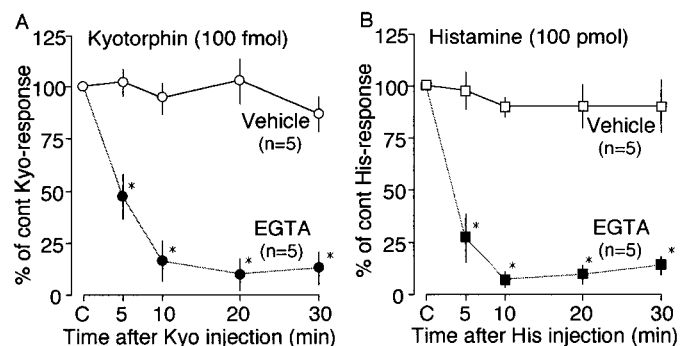 A
Kyotorphin (100 fmol)
% of cont Kyo-response
125
100
75
50
25
0
Vehicle
(n=5)
*
EGTA
(n=5)
*
*
*
C 5 10 20 30
Time after Kyo injection (min)
B
Histamine (100 pmol)
% of cont His-response
125
100
75
50
25
0
Vehicle
(n=5)
*
EGTA
(n=5)
*
*
*
C 5 10 20 30
Time after His injection (min)